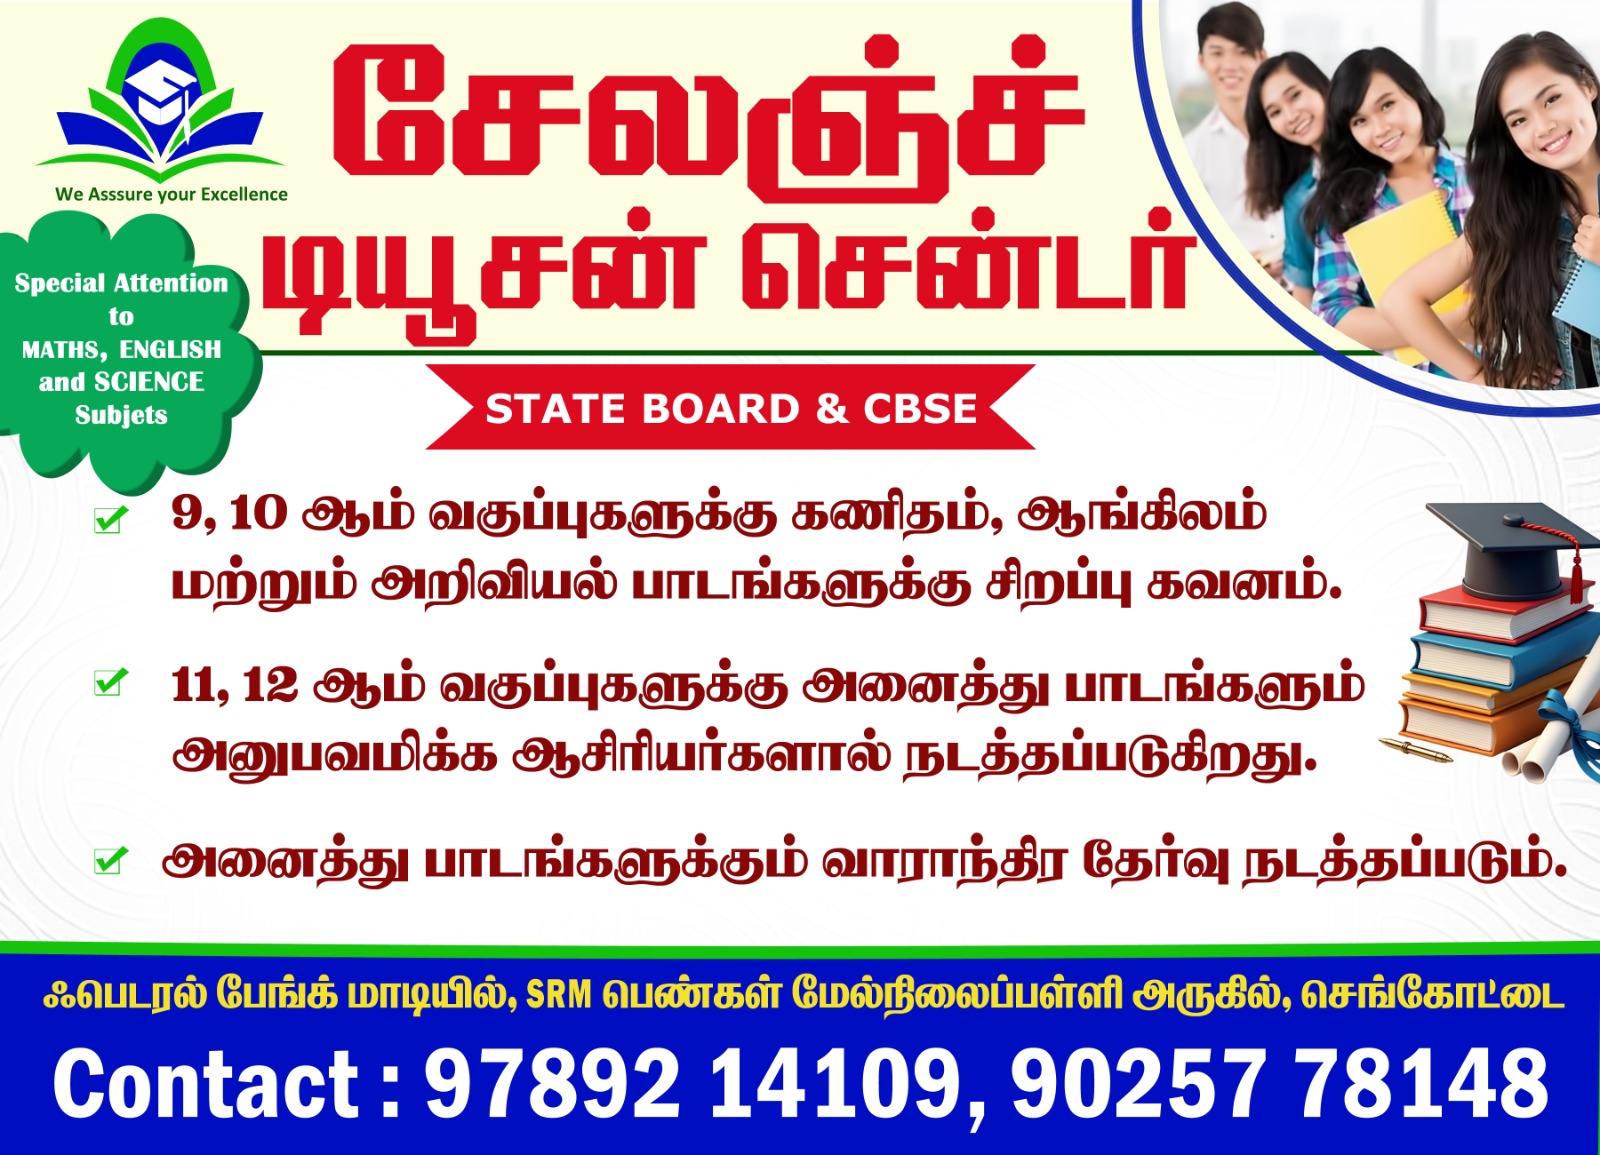 We Asssure your Excellence
சேலஞ்ச்
டியூசன் சென்டர்
Special Attention
to
MATHS, ENGLISH
and SCIENCE
Subjets
STATE BOARD & CBSE
9, 10 ஆம் வகுப்புகளுக்கு கணிதம், ஆங்கிலம்
மற்றும் அறிவியல் பாடங்களுக்கு சிறப்பு கவனம்.
11, 12 ஆம் வகுப்புகளுக்கு அனைத்து பாடங்களும்
அனுபவமிக்க ஆசிரியர்களால் நடத்தப்படுகிறது.
அனைத்து பாடங்களுக்கும் வாராந்திர தேர்வு நடத்தப்படும்.
ஃபெடரல் பேங்க் மாடியில், SRM பெண்கள் மேல்நிலைப்பள்ளி அருகில், செங்கோட்டை
Contact : 97892 14109, 90257 78148